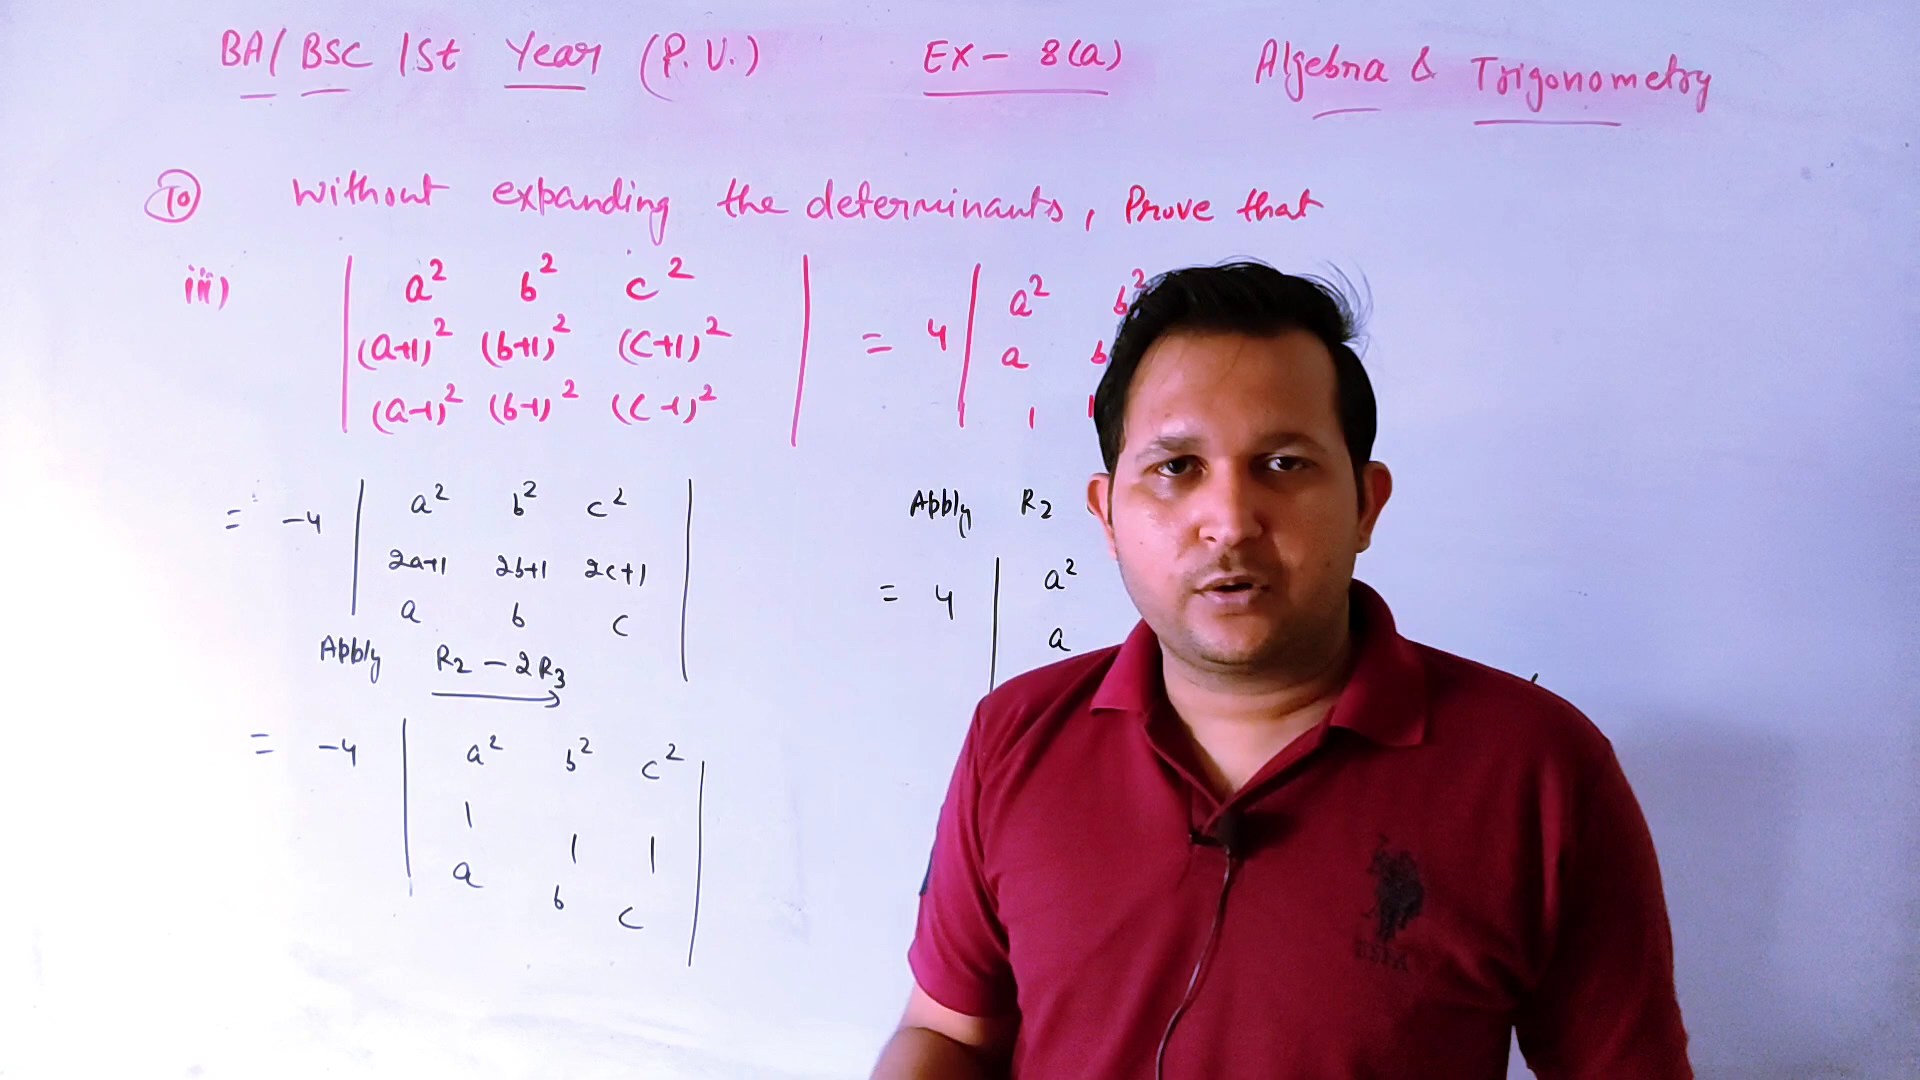 BA/ BSC 1St Year (P.U.) EX - 8(a) Algebra & Trigonometry
10 Without expanding the determinants, Prove that
iii) | a² b² c² | = 4 | a² b²
| (a+1)² (b+1)² (c+1)² | a b
| (a-1)² (b-1)² (c-1)² | 1 1
= -4 | a² b² c² |
2a+1 2b+1 2c+1
a b c
Apply R2 - 2R3
= -4 | a² b² c² |
1 1 1
a b c
Apply R2
= 4 | a²
a